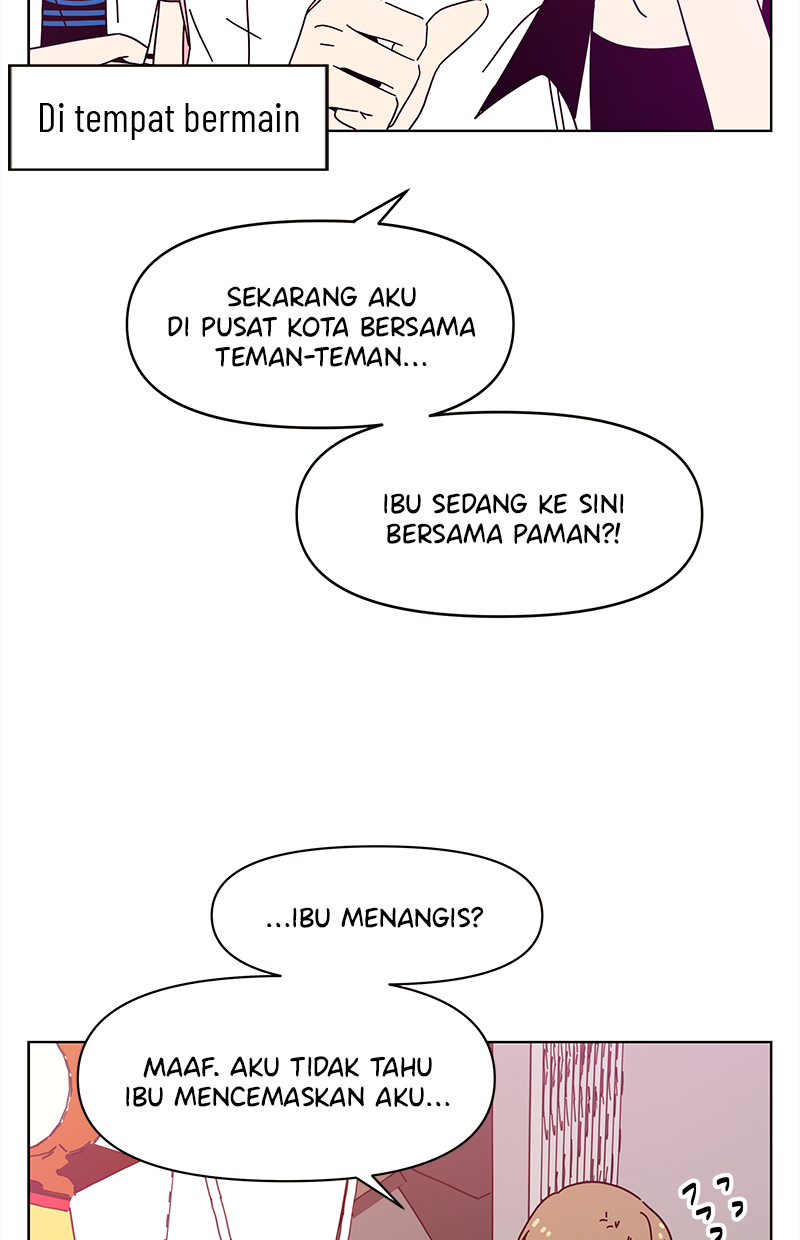 Di tempat bermain
SEKARANG AKU
DI PUSAT KOTA BERSAMA
TEMAN-TEMAN...
IBU SEDANG KE SINI
BERSAMA PAMAN?!
...IBU MENANGIS?
MAAF. AKU TIDAK TAHU
IBU MENCEMASKAN AKU...